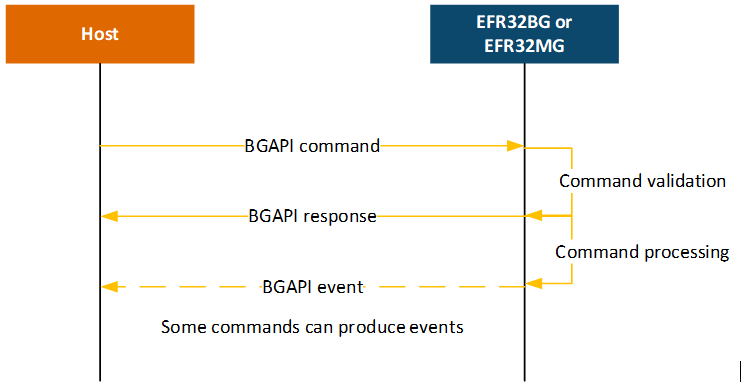 Host
EFR32BG or
EFR32MG
BGAPI command
Command validation
BGAPI response
Command processing
BGAPI event
Some commands can produce events